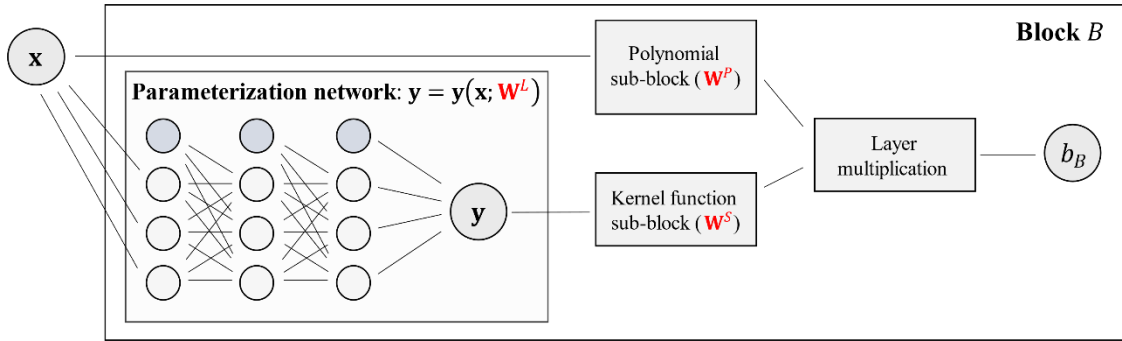 Block B
x
Parameterization network: y = y(x; W^L)
y
Polynomial
sub-block (W^P)
Kernel function
sub-block (W^S)
Layer
multiplication
b_B